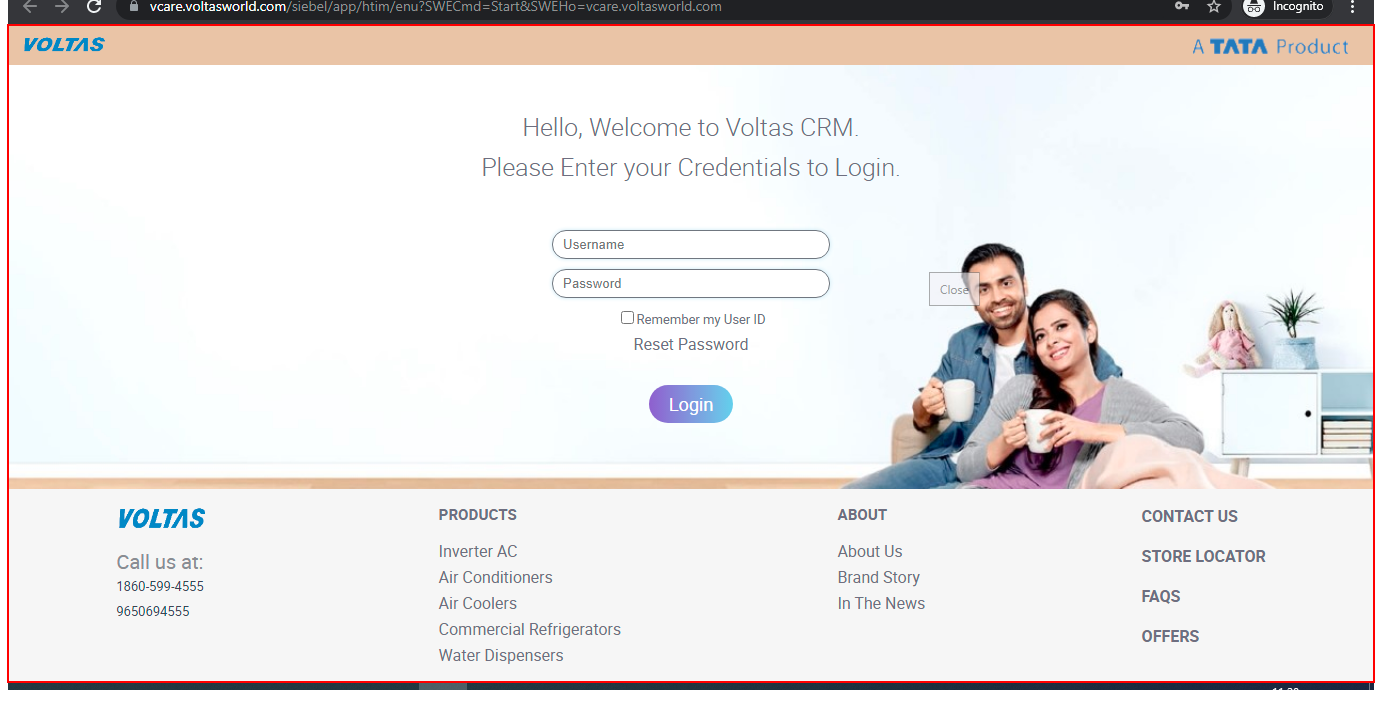 vcare.voltasworld.com/siebel/app/htim/enu?SWECmd=Start&SWEHo=vcare.voltasworld.com
Incognito
VOLTAS
A TATA Product
Hello, Welcome to Voltas CRM.
Please Enter your Credentials to Login.
Username
Password
Close
Remember my User ID
Reset Password
Login
VOLTAS
Call us at:
1860-599-4555
9650694555
PRODUCTS
Inverter AC
Air Conditioners
Air Coolers
Commercial Refrigerators
Water Dispensers
ABOUT
About Us
Brand Story
In The News
CONTACT US
STORE LOCATOR
FAQS
OFFERS